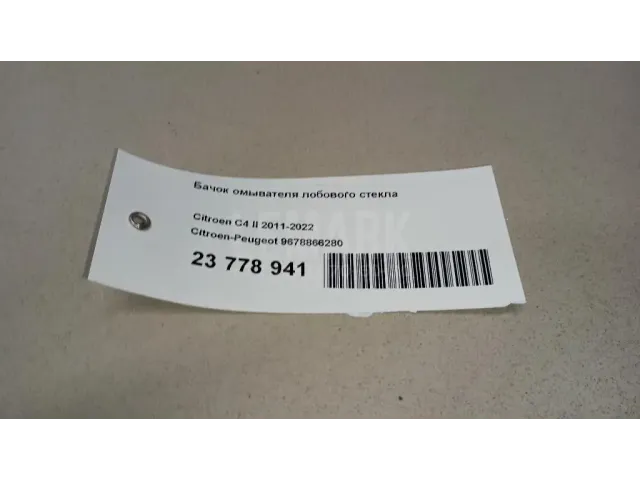 Бачок омывателя лобового стекла
Citroen C4 II 2011-2022
Citroen-Peugeot 9678866280
23 778 941